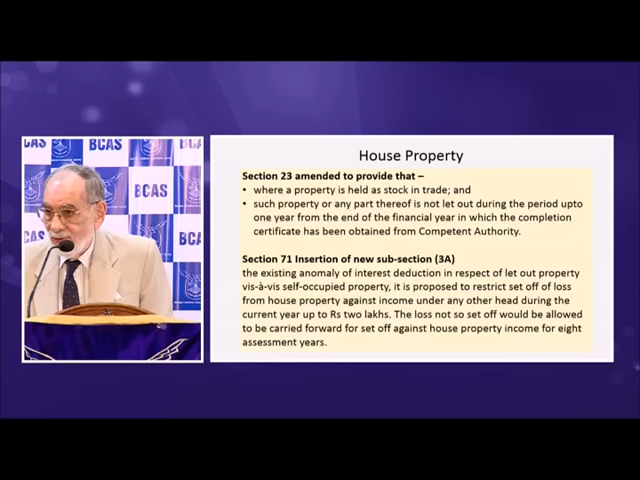 BCAS
BCAS
BCAS
BCAS
House Property
Section 23 amended to provide that –
• where a property is held as stock in trade; and
• such property or any part thereof is not let out during the period upto
one year from the end of the financial year in which the completion
certificate has been obtained from Competent Authority.
Section 71 Insertion of new sub-section (3A)
the existing anomaly of interest deduction in respect of let out property
vis-à-vis self-occupied property, it is proposed to restrict set off of loss
from house property against income under any other head during the
current year up to Rs two lakhs. The loss not so set off would be allowed
to be carried forward for set off against house property income for eight
assessment years.